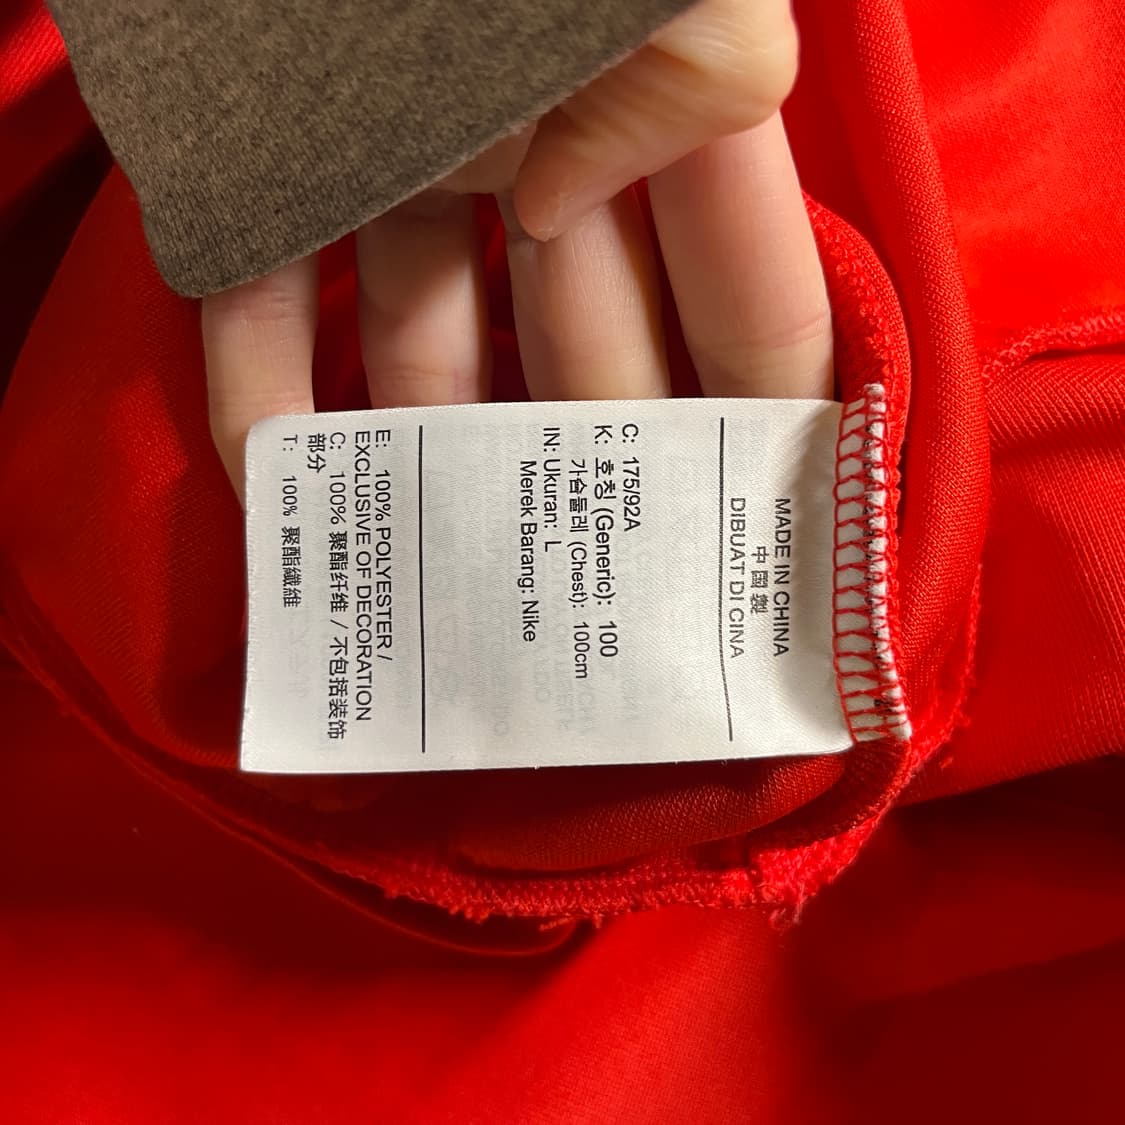 MADE IN CHINA
中國製
DIBUAT DI CINA
C: 175/92A
K: 호칭 (Generic): 100
가슴둘레 (Chest): 100cm
IN: Ukuran: L
Merek Barang: Nike
E: 100% POLYESTER /
EXCLUSIVE OF DECORATION
C: 100% 聚酯纤维 / 不包括装饰
部分
T: 100% 聚酯纖維